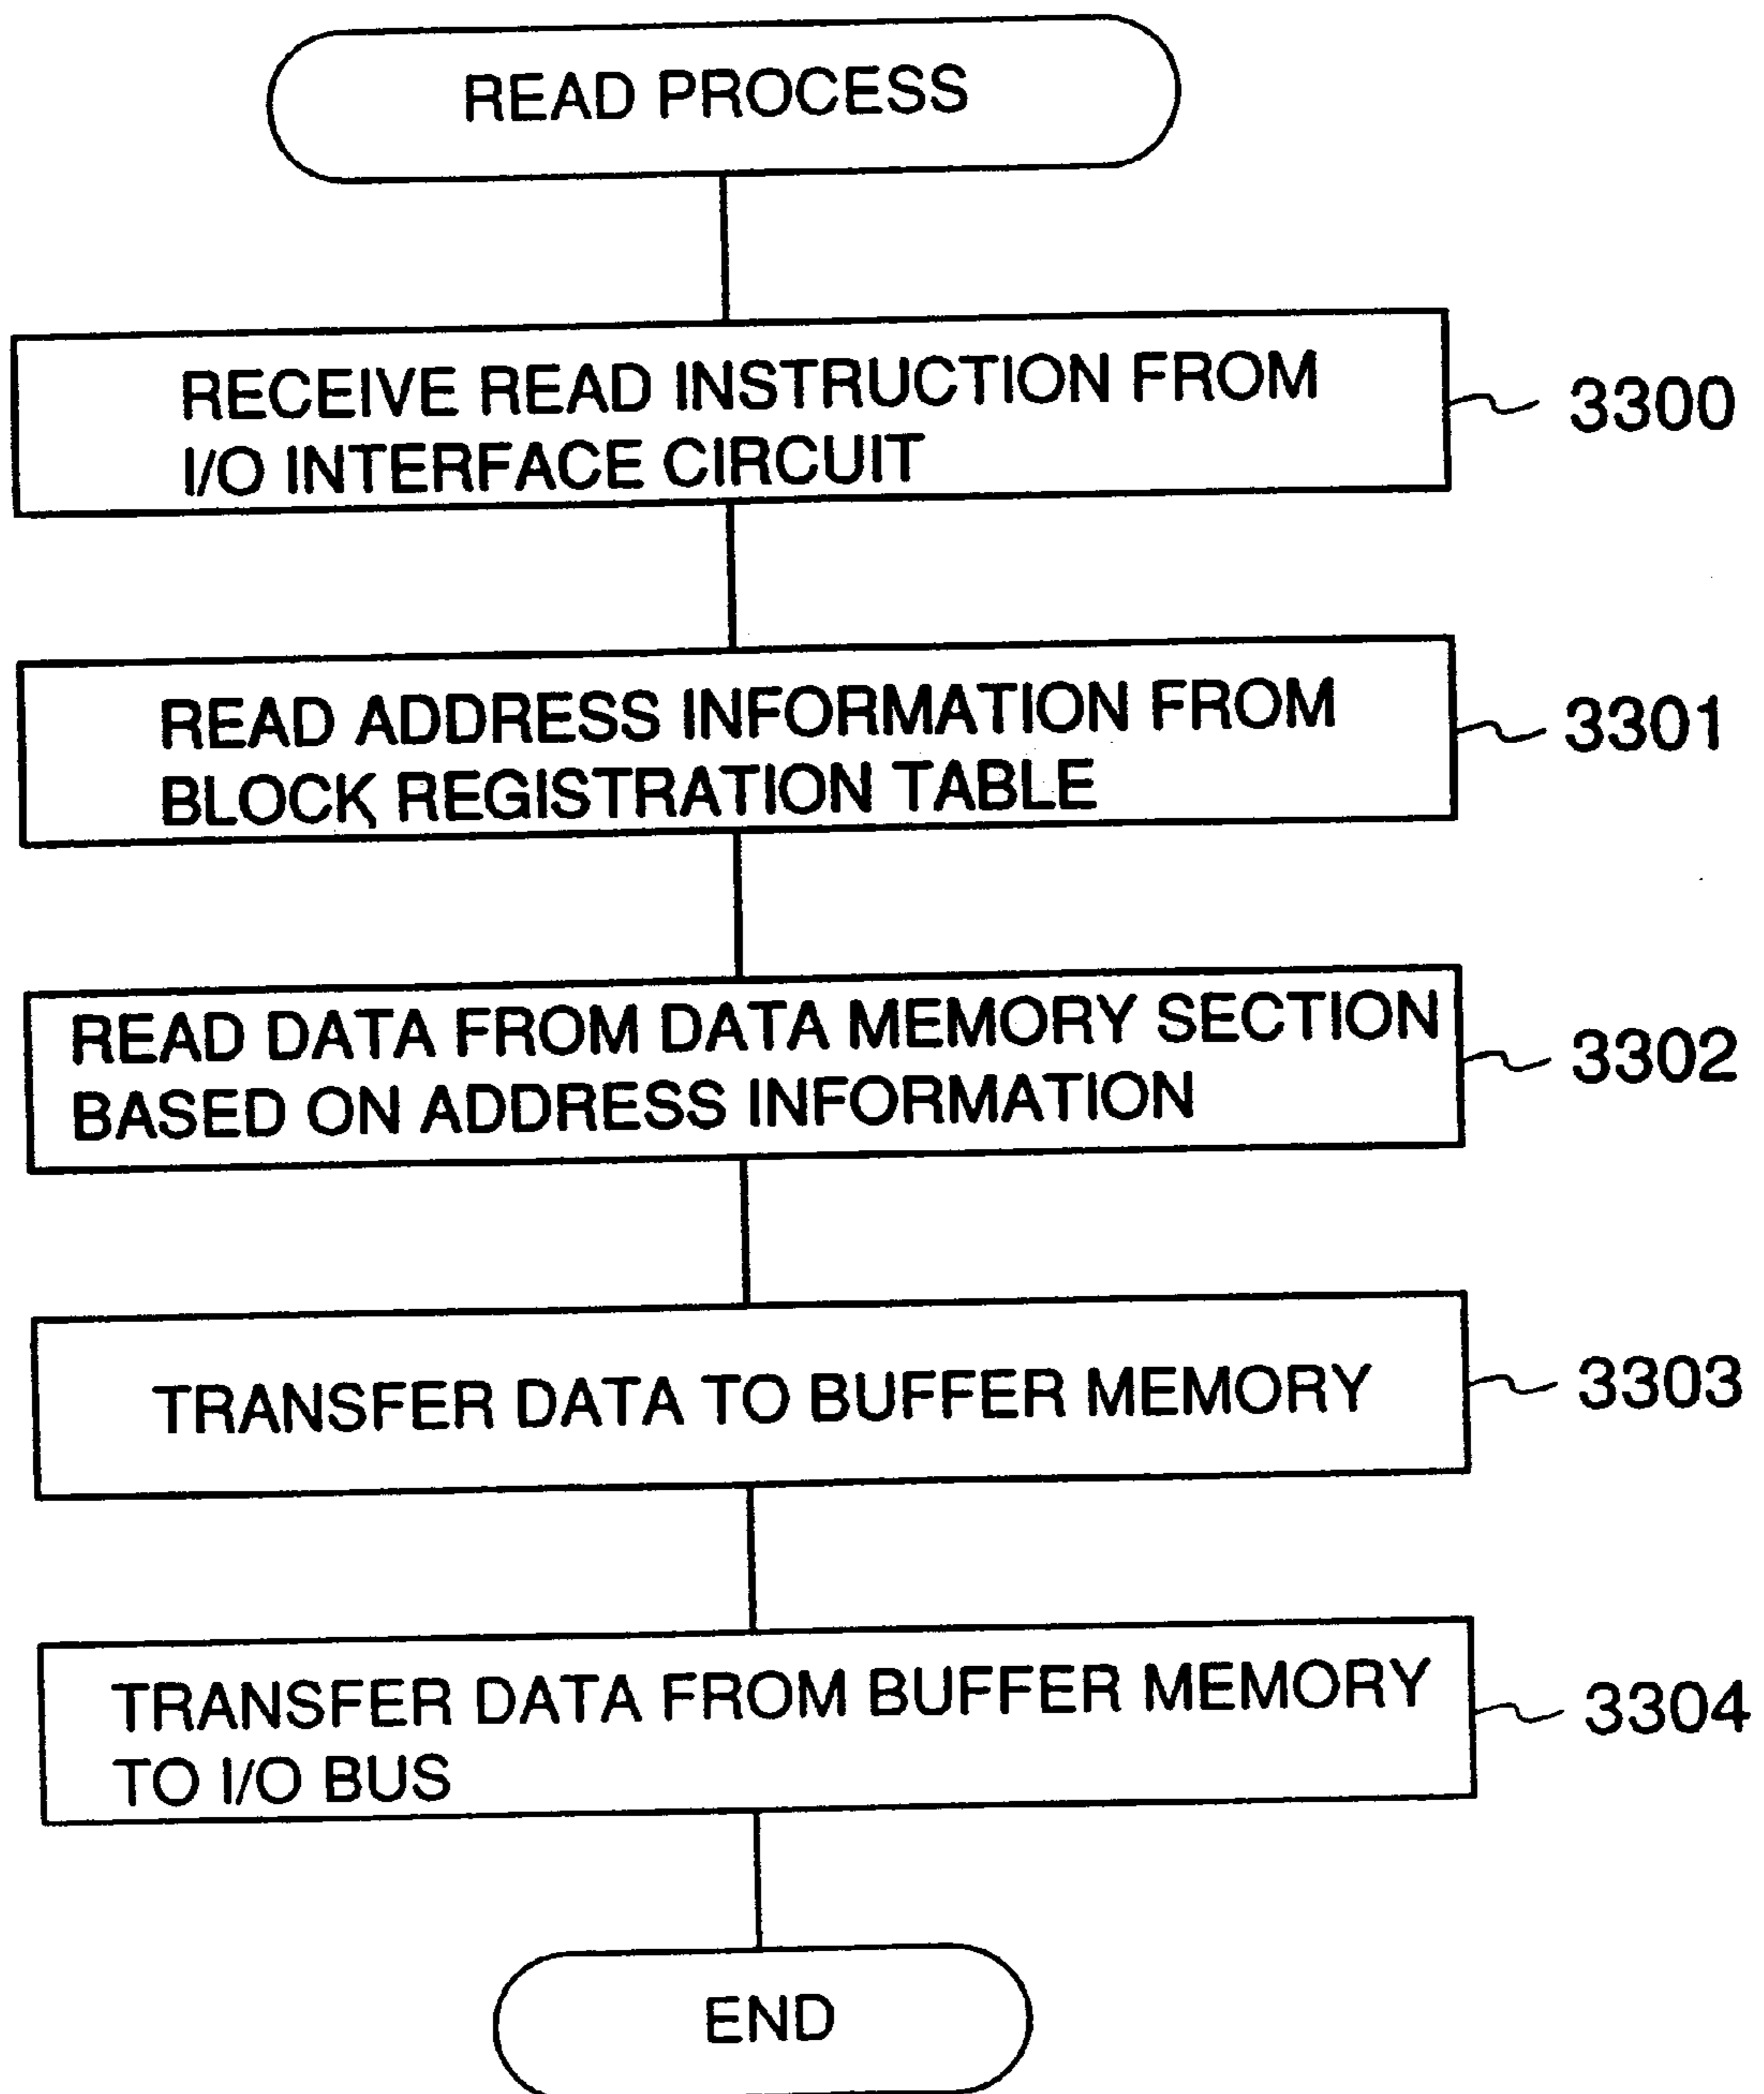 READ PROCESS
RECEIVE READ INSTRUCTION FROM
I/O INTERFACE CIRCUIT
3300
READ ADDRESS INFORMATION FROM
BLOCK REGISTRATION TABLE
3301
READ DATA FROM DATA MEMORY SECTION
BASED ON ADDRESS INFORMATION
3302
TRANSFER DATA TO BUFFER MEMORY
3303
TRANSFER DATA FROM BUFFER MEMORY
TO I/O BUS
3304
END